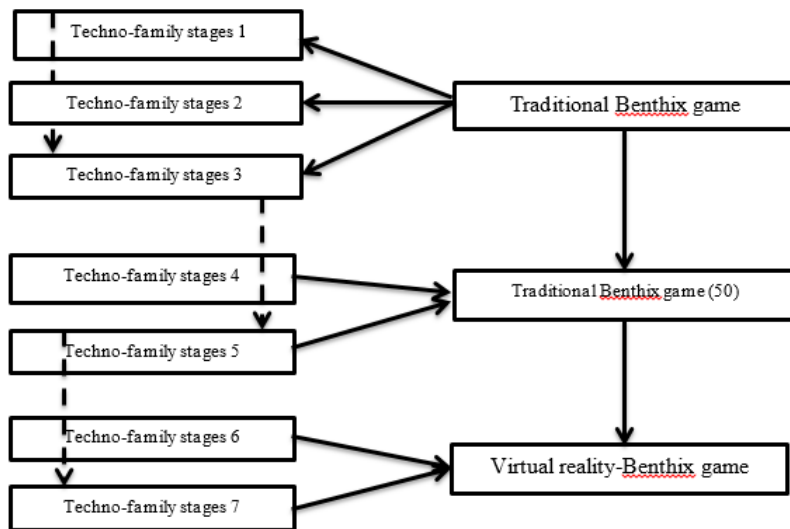 Techno-family stages 1
Techno-family stages 2
Traditional Benthix game
Techno-family stages 3
Techno-family stages 4
Traditional Benthix game (50)
Techno-family stages 5
Techno-family stages 6
Virtual reality-Benthix game
Techno-family stages 7